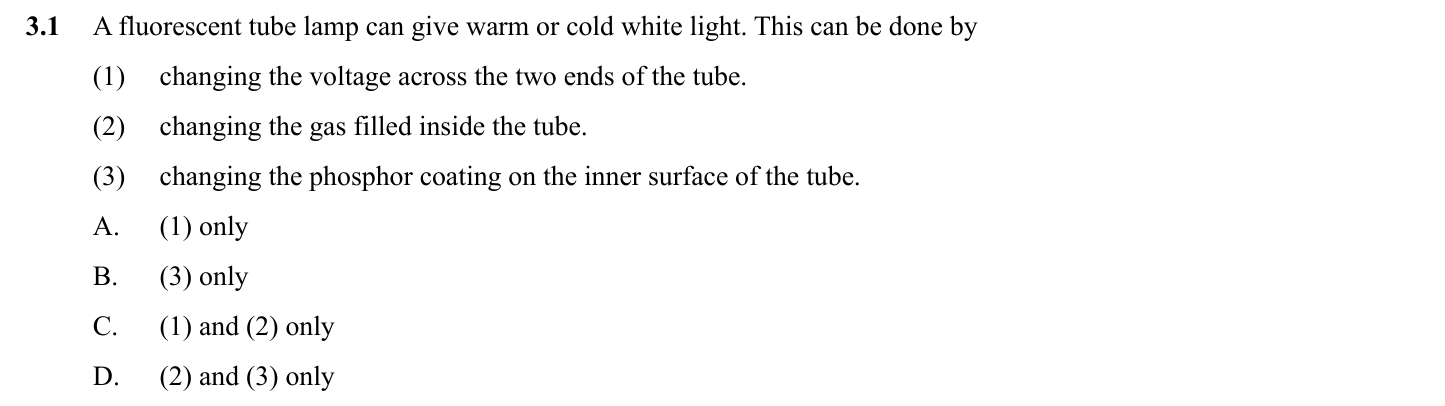 3.1 A fluorescent tube lamp can give warm or cold white light. This can be done by
(1) changing the voltage across the two ends of the tube.
(2) changing the gas filled inside the tube.
(3) changing the phosphor coating on the inner surface of the tube.
A. (1) only
B. (3) only
C. (1) and (2) only
D. (2) and (3) only